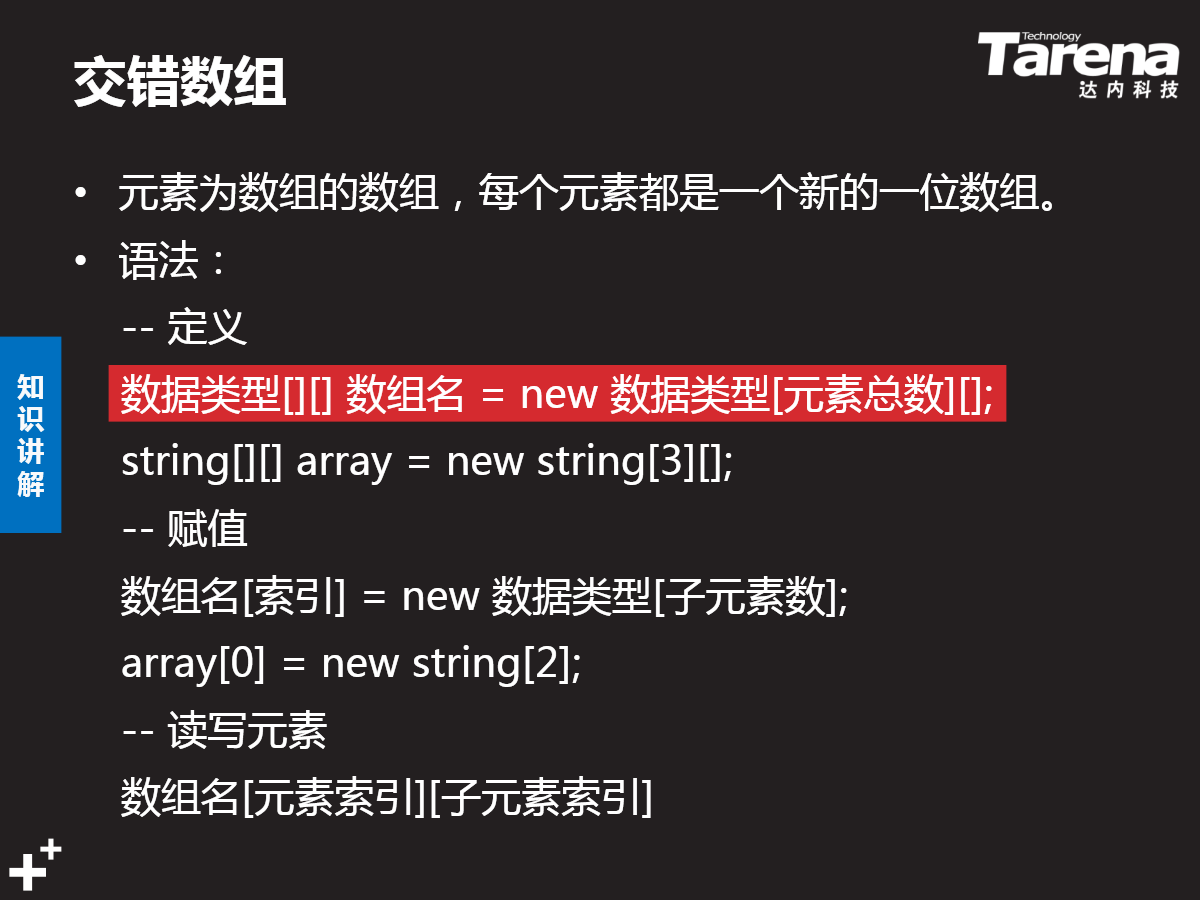 交错数组
Technology
Tarena
达内科技
• 元素为数组的数组，每个元素都是一个新的一位数组。
• 语法：
-- 定义
数据类型[][] 数组名 = new 数据类型[元素总数][];
string[][] array = new string[3][];
-- 赋值
数组名[索引] = new 数据类型[子元素数];
array[0] = new string[2];
-- 读写元素
数组名[元素索引][子元素索引]
知识讲解